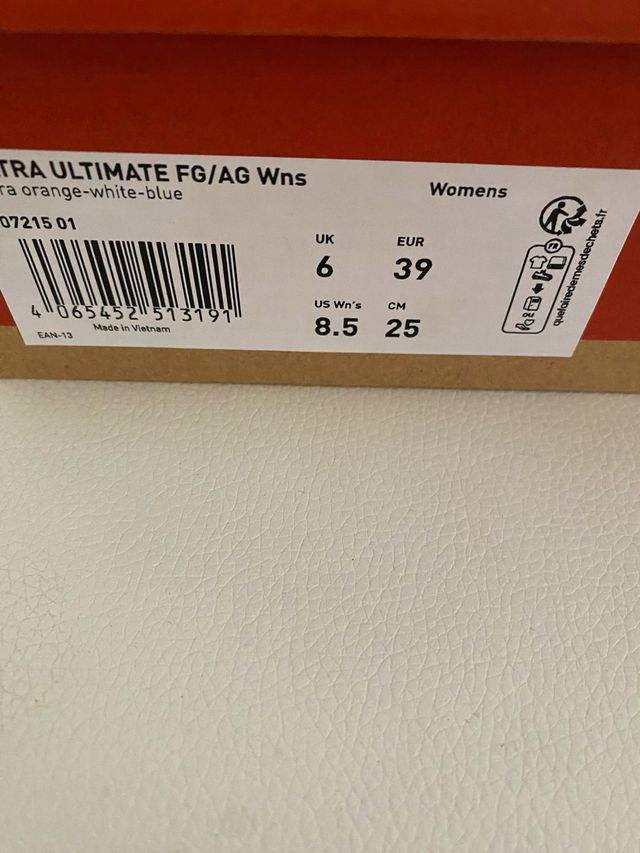 TRA ULTIMATE FG/AG Wns
ra orange-white-blue
Womens
07215 01
UK
EUR
6
39
US Wn's
CM
8.5
25
4 065452 513191
EAN-13
Made in Vietnam
FR
quefairedemesdechets.fr